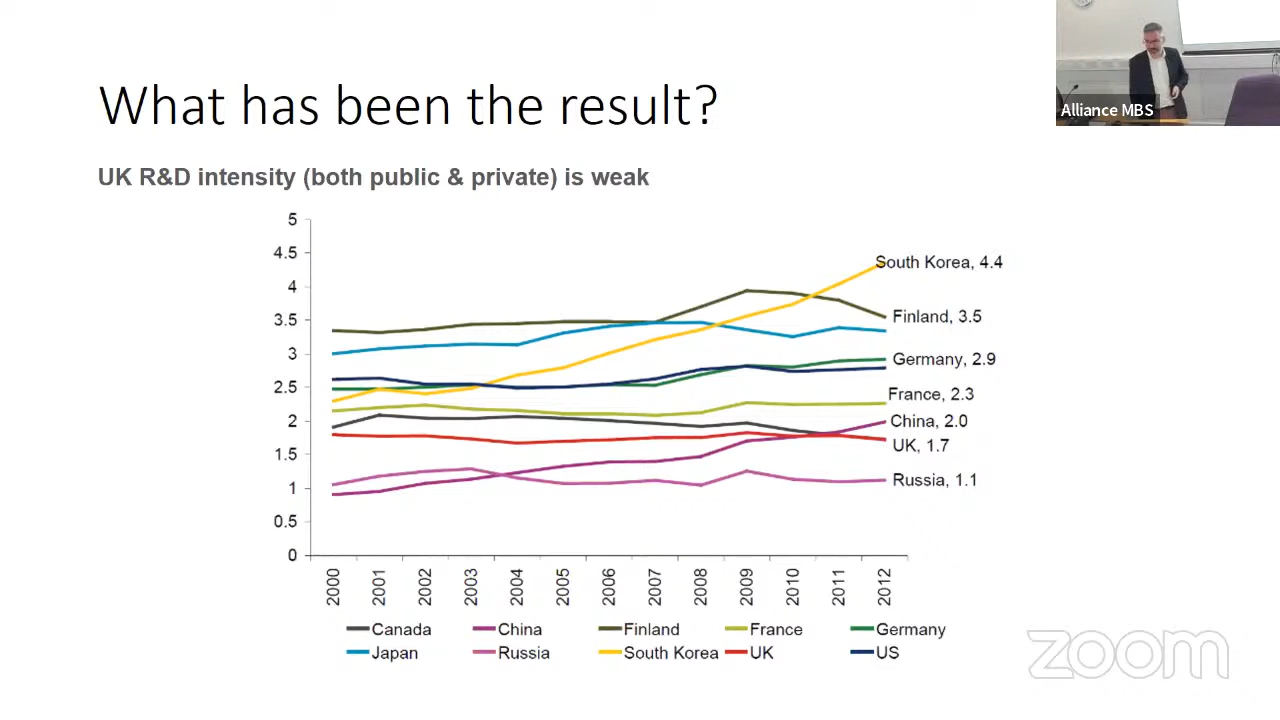 What has been the result?
Alliance MBS
UK R&D intensity (both public & private) is weak
5
4.5
4
3.5
3
2.5
2
1.5
1
0.5
0
South Korea, 4.4
Finland, 3.5
Germany, 2.9
France, 2.3
China, 2.0
UK, 1.7
Russia, 1.1
2000 2001 2002 2003 2004 2005 2006 2007 2008 2009 2010 2011 2012
Canada China Finland France Germany
Japan Russia South Korea UK US
zoom